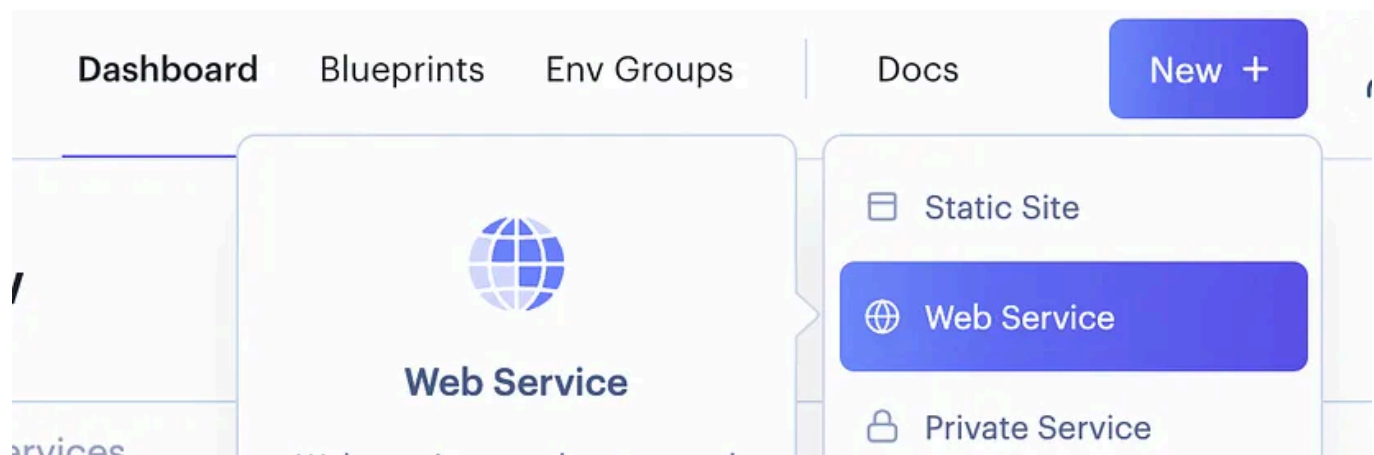 Dashboard Blueprints Env Groups Docs New +
Static Site
Web Service
Web Service
Private Service